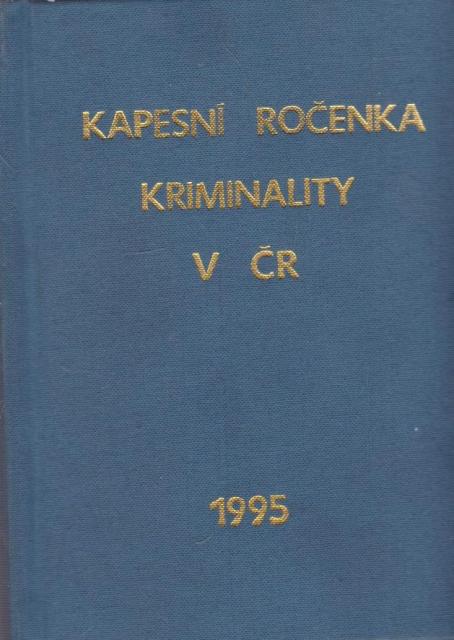 KAPESNÍ ROČENKA
KRIMINALITY
V ČR
1995